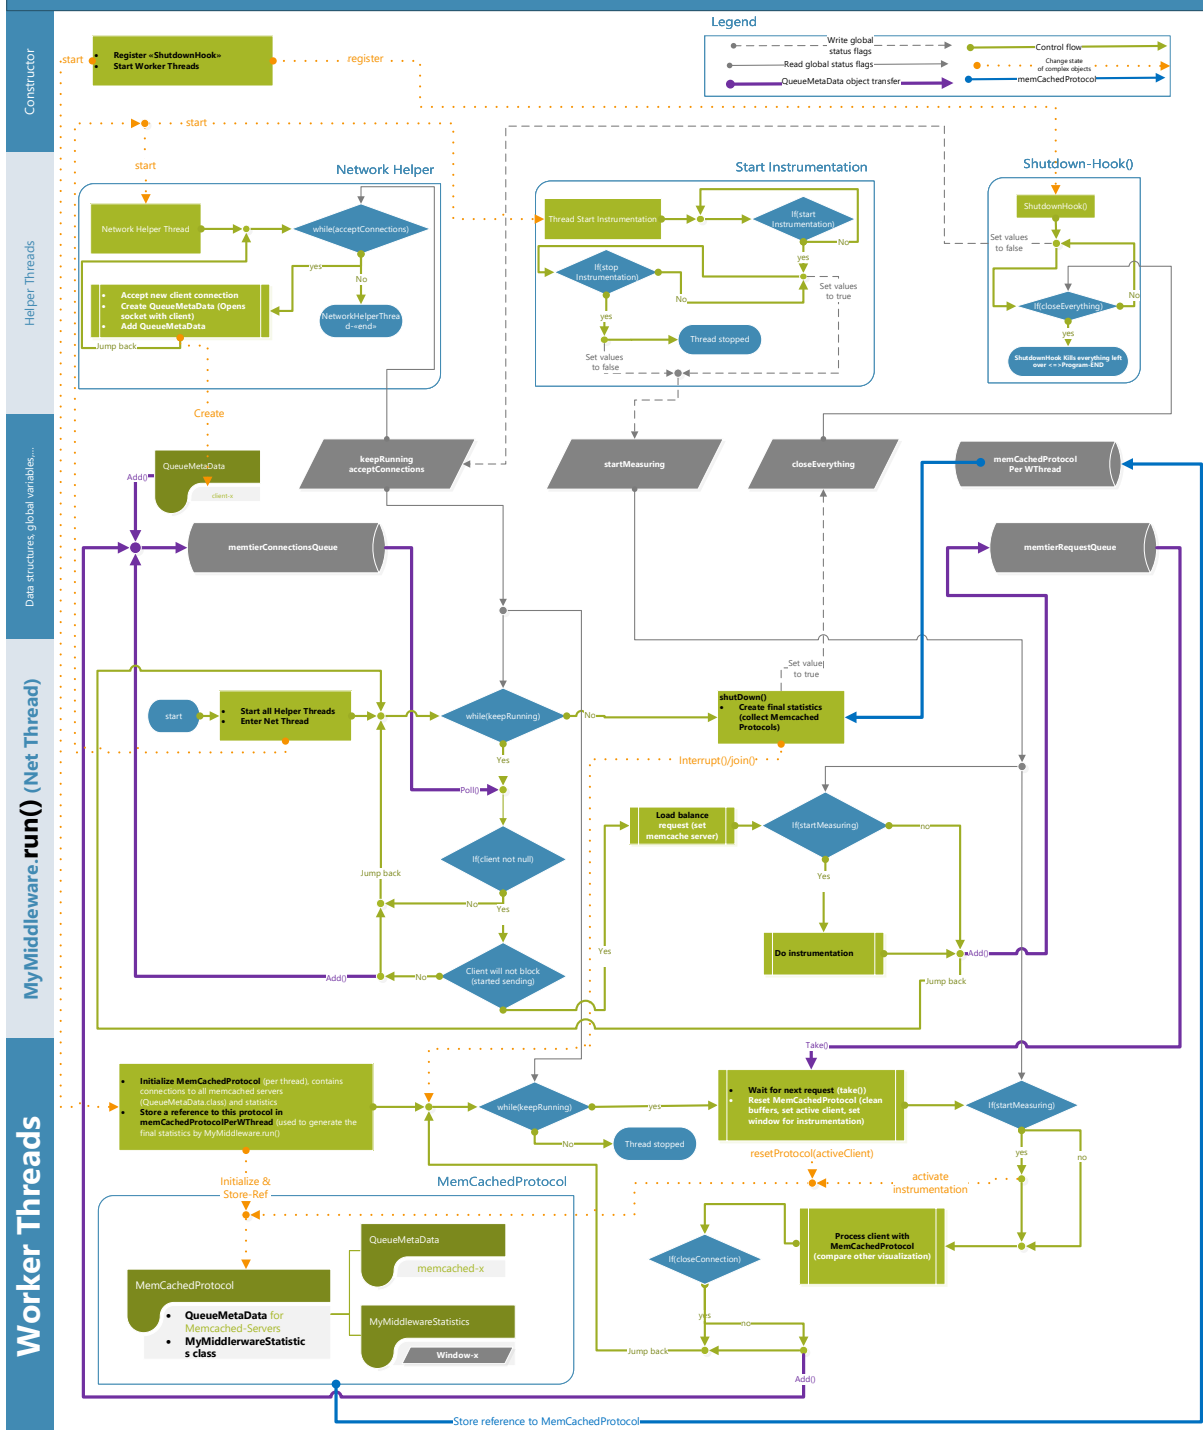 Legend
Write global
status flags
Control flow
Read global status flags
Change state
of complex objects
QueueMetaData object transfer
memCachedProtocol
Constructor
start
Register «ShutdownHook»
Start Worker Threads
register
start
start
Helper Threads
Network Helper
Network Helper Thread
while(acceptConnections)
yes
No
Accept new client connection
Create QueueMetaData (Opens
socket with client)
Add QueueMetaData
NetworkHelperThrea
d-«end»
Jump back
Start Instrumentation
Thread Start Instrumentation
If(start
Instrumentation)
No
yes
If(stop
Instrumentation)
No
Set values
to true
yes
Thread stopped
Set values
to false
Shutdown-Hook()
ShutdownHook()
Set values
to false
If(closeEverything)
No
yes
ShutdownHook Kills everything left
over <=>Program-END
Data structures, global variables,...
Create
QueueMetaData
client-x
Add()
keepRunning
acceptConnections
startMeasuring
closeEverything
memCachedProtocol
Per WThread
memtierConnectionsQueue
memtierRequestQueue
MyMiddleware.run() (Net Thread)
start
Start all Helper Threads
Enter Net Thread
while(keepRunning)
No
Set value
to true
shutDown()
Create final statistics
(collect Memcached
Protocols)
Yes
Interrupt()/join()
Poll()
Load balance
request (set
memcache server)
If(startMeasuring)
no
If(client not null)
Jump back
No
Yes
Yes
Yes
Do instrumentation
Add()
Client will not block
(started sending)
No
Add()
Jump back
Worker Threads
Take()
Initialize MemCachedProtocol (per thread), contains
connections to all memcached servers
(QueueMetaData.class) and statistics
Store a reference to this protocol in
memCachedProtocolPerWThread (used to generate the
final statistics by MyMiddleware.run()
while(keepRunning)
yes
Wait for next request (take())
Reset MemCachedProtocol (clean
buffers, set active client, set
window for instrumentation)
If(startMeasuring)
No
Thread stopped
yes
no
resetProtocol(activeClient)
activate
instrumentation
Initialize &
Store-Ref
MemCachedProtocol
QueueMetaData
memcached-x
Process client with
MemCachedProtocol
(compare other visualization)
If(closeConnection)
MemCachedProtocol
QueueMetaData for
Memcached-Servers
MyMiddlerwareStatistic
s class
MyMiddlewareStatistics
Window-x
yes
no
Jump back
Add()
Store reference to MemCachedProtocol